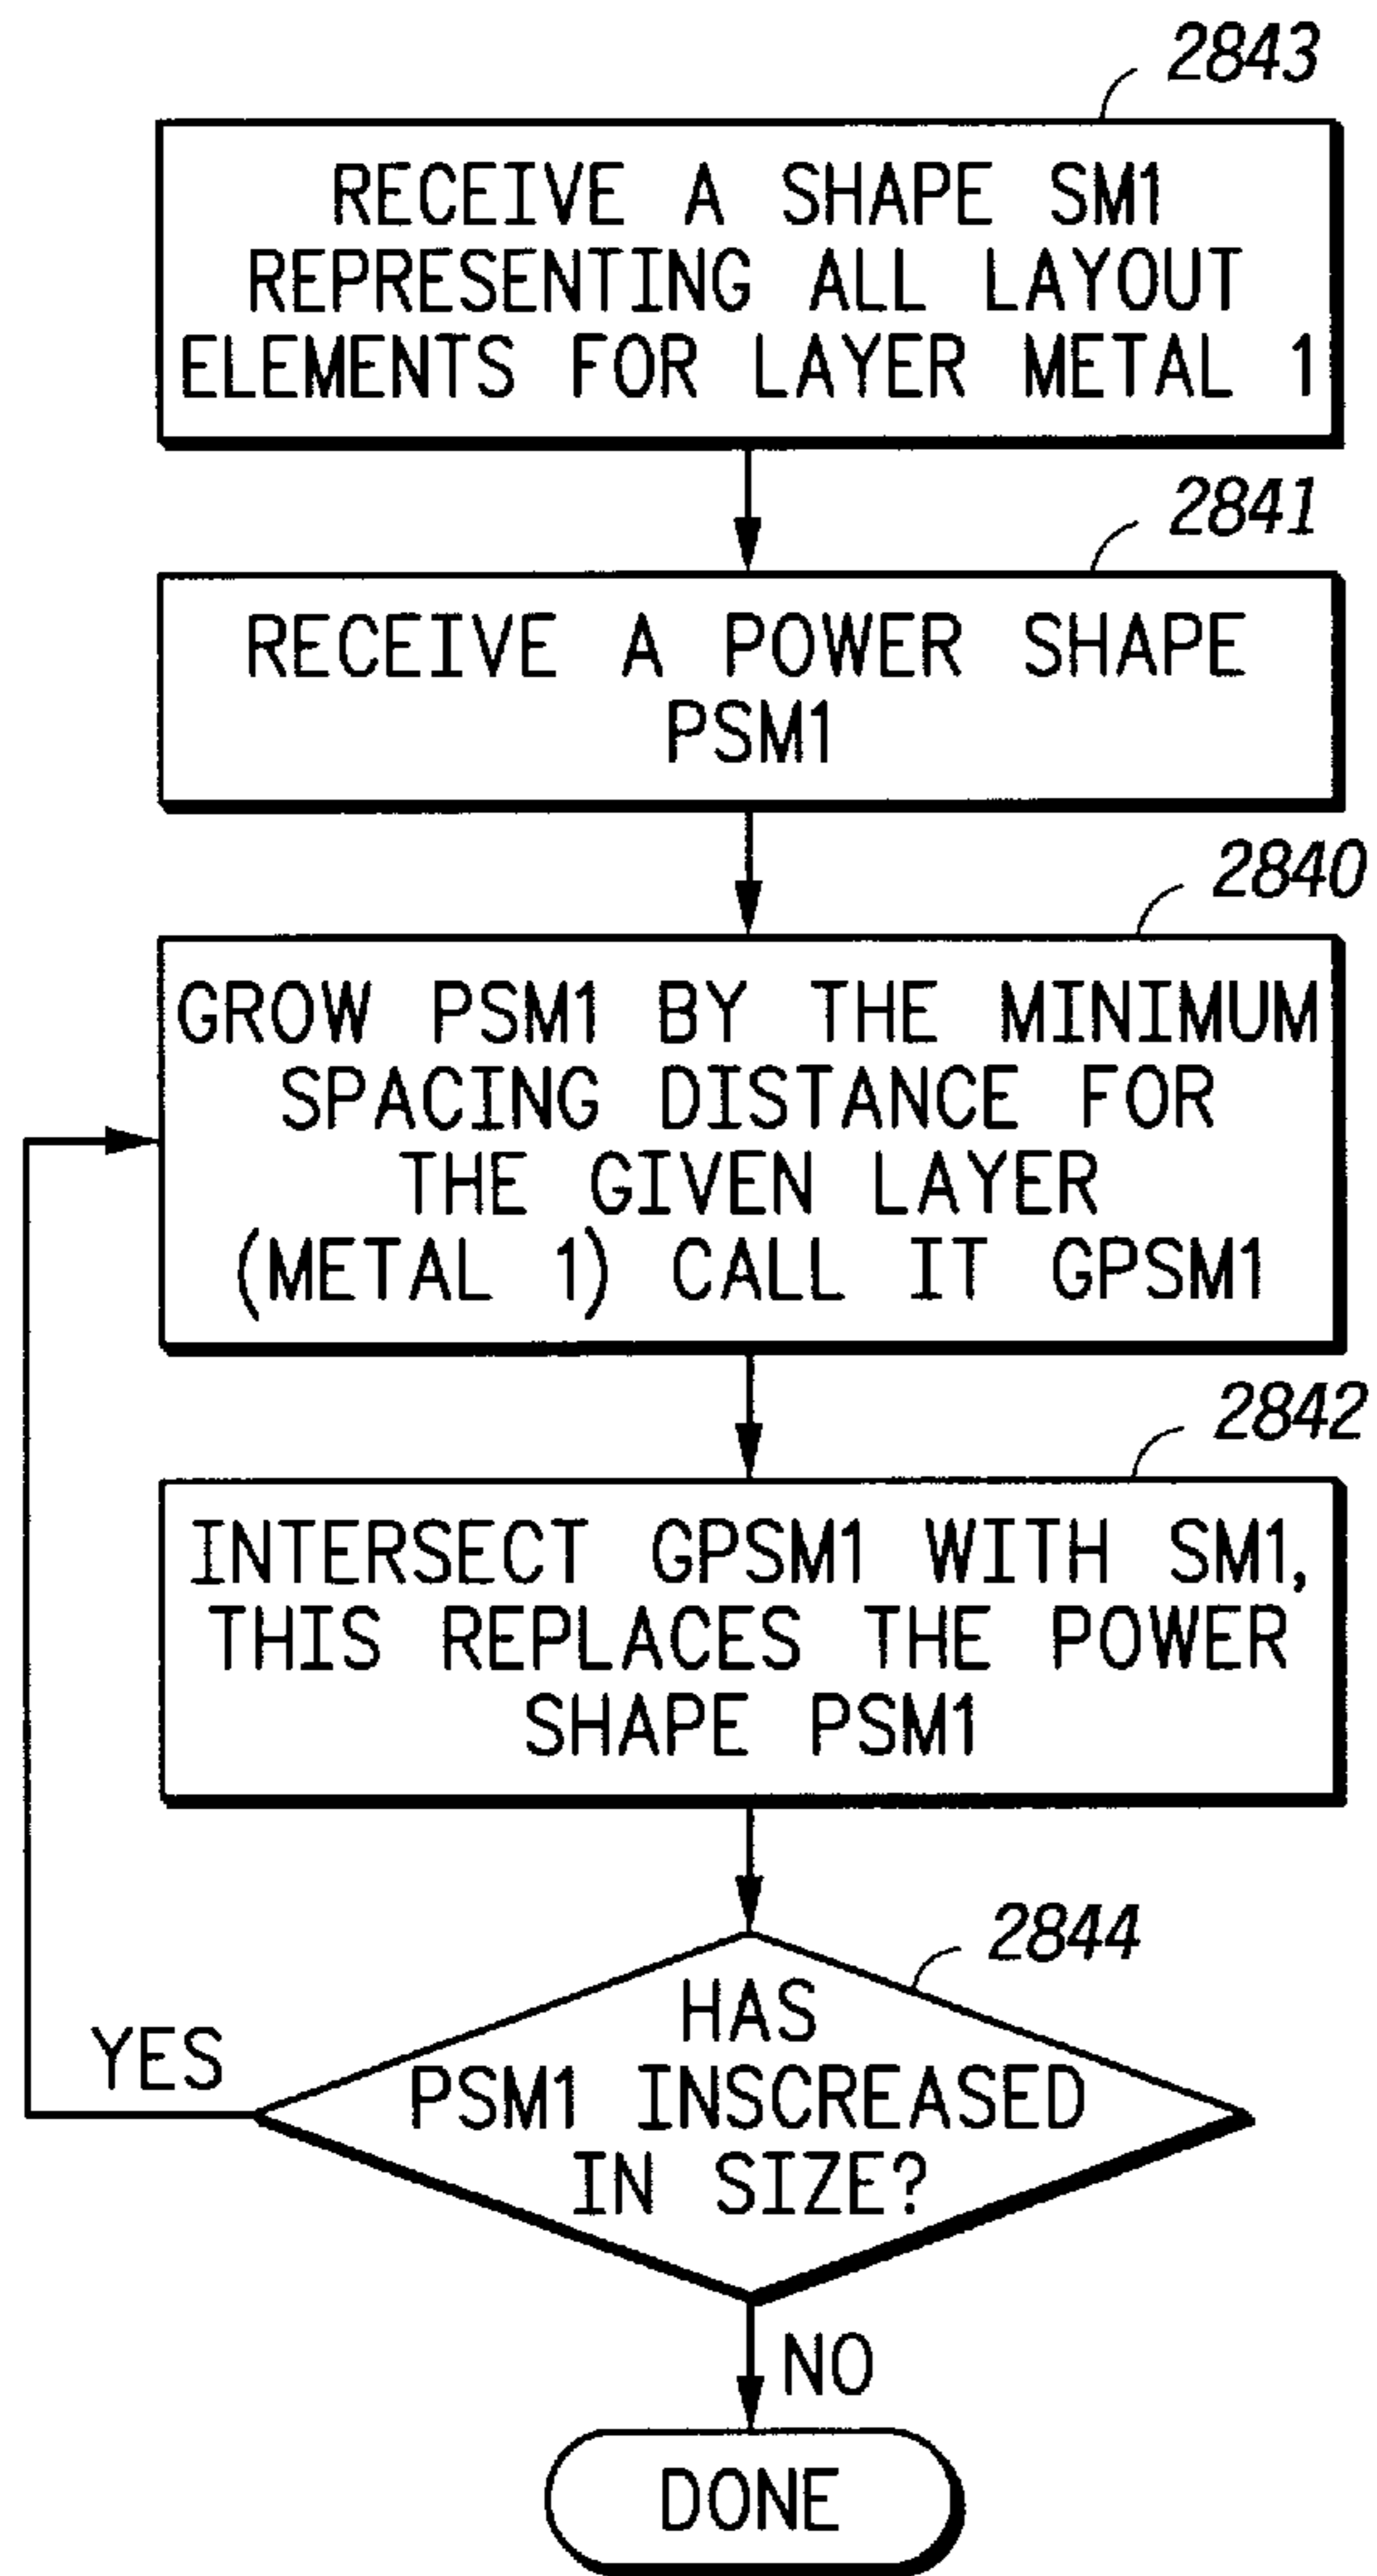 2843
RECEIVE A SHAPE SM1
REPRESENTING ALL LAYOUT
ELEMENTS FOR LAYER METAL 1
2841
RECEIVE A POWER SHAPE
PSM1
2840
GROW PSM1 BY THE MINIMUM
SPACING DISTANCE FOR
THE GIVEN LAYER
(METAL 1) CALL IT GPSM1
2842
INTERSECT GPSM1 WITH SM1,
THIS REPLACES THE POWER
SHAPE PSM1
2844
HAS
PSM1 INSCREASED
IN SIZE?
YES
NO
DONE